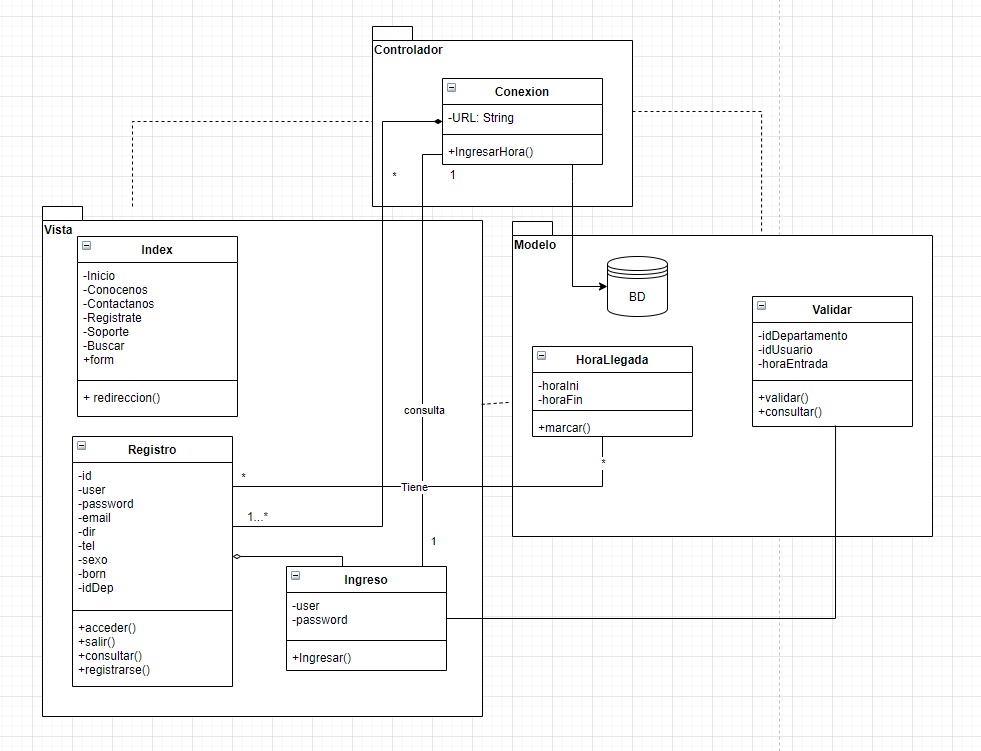 Controlador
Conexion
-URL: String
+IngresarHora()
*
1
Vista
Index
-Inicio
-Conocenos
-Contactanos
-Registrate
-Soporte
-Buscar
+form
+ redireccion()
Modelo
BD
Validar
-idDepartamento
-idUsuario
-horaEntrada
+validar()
+consultar()
HoraLlegada
-horaIni
-horaFin
+marcar()
consulta
*
Tiene
*
1...*
1
Registro
-id
-user
-password
-email
-dir
-tel
-sexo
-born
-idDep
+acceder()
+salir()
+consultar()
+registrarse()
Ingreso
-user
-password
+Ingresar()